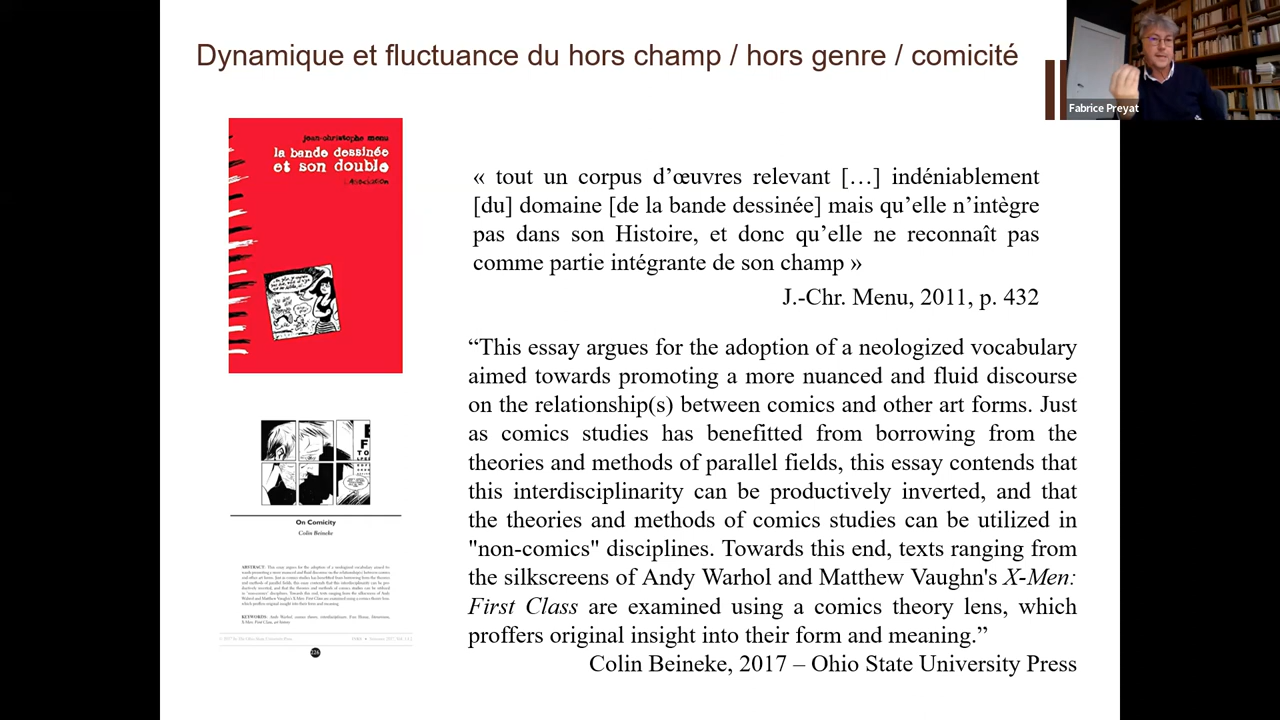 Dynamique et fluctuance du hors champ / hors genre / comicité
Fabrice Preyat
jean-christophe menu
la bande dessinée
et son double
L'Association
« tout un corpus d'œuvres relevant […] indéniablement
[du] domaine [de la bande dessinée] mais qu'elle n'intègre
pas dans son Histoire, et donc qu'elle ne reconnaît pas
comme partie intégrante de son champ »
J.-Chr. Menu, 2011, p. 432
“This essay argues for the adoption of a neologized vocabulary
aimed towards promoting a more nuanced and fluid discourse
on the relationship(s) between comics and other art forms. Just
as comics studies has benefitted from borrowing from the
theories and methods of parallel fields, this essay contends that
this interdisciplinarity can be productively inverted, and that
the theories and methods of comics studies can be utilized in
"non-comics" disciplines. Towards this end, texts ranging from
the silkscreens of Andy Warhol and Matthew Vaughn's X-Men:
First Class are examined using a comics theory lens, which
proffers original insight into their form and meaning.”
Colin Beineke, 2017 – Ohio State University Press
On Comicity
Colin Beineke
226